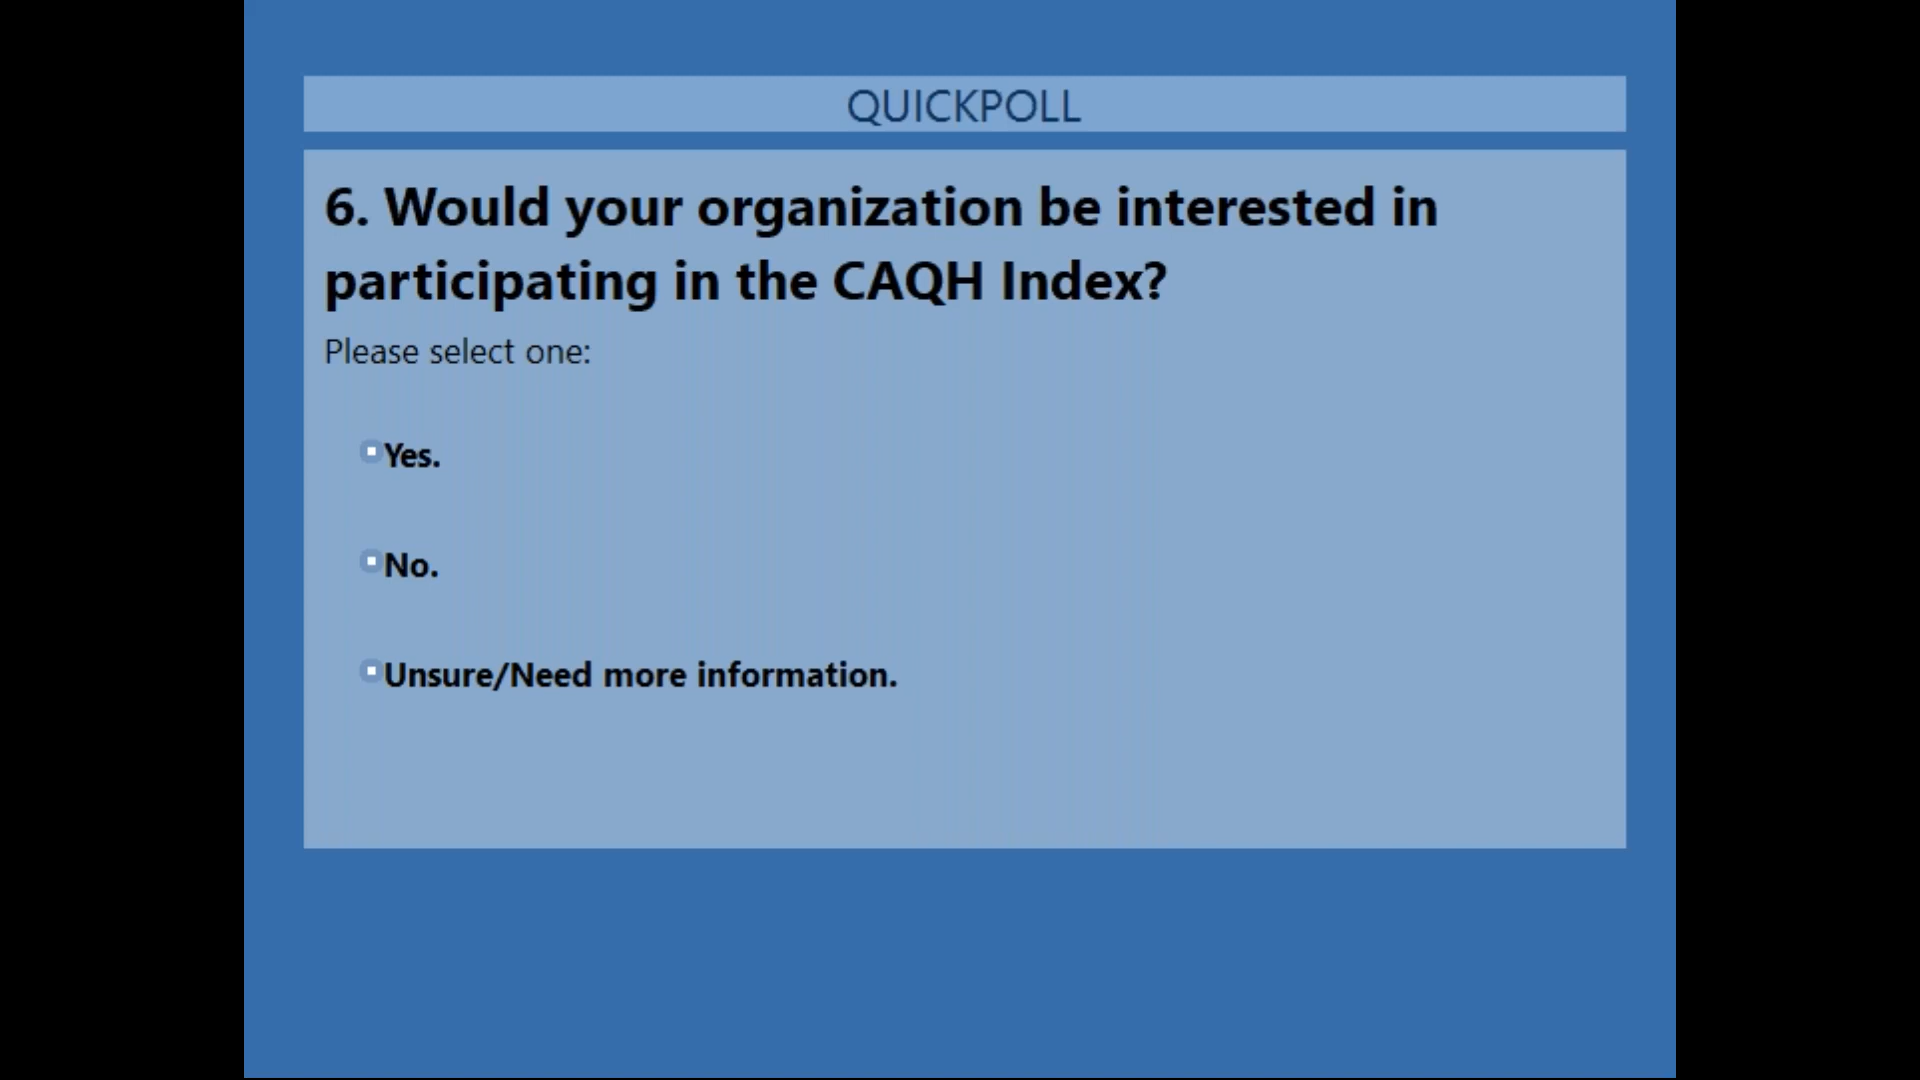 QUICKPOLL
6. Would your organization be interested in
participating in the CAQH Index?
Please select one:
Yes.
No.
Unsure/Need more information.